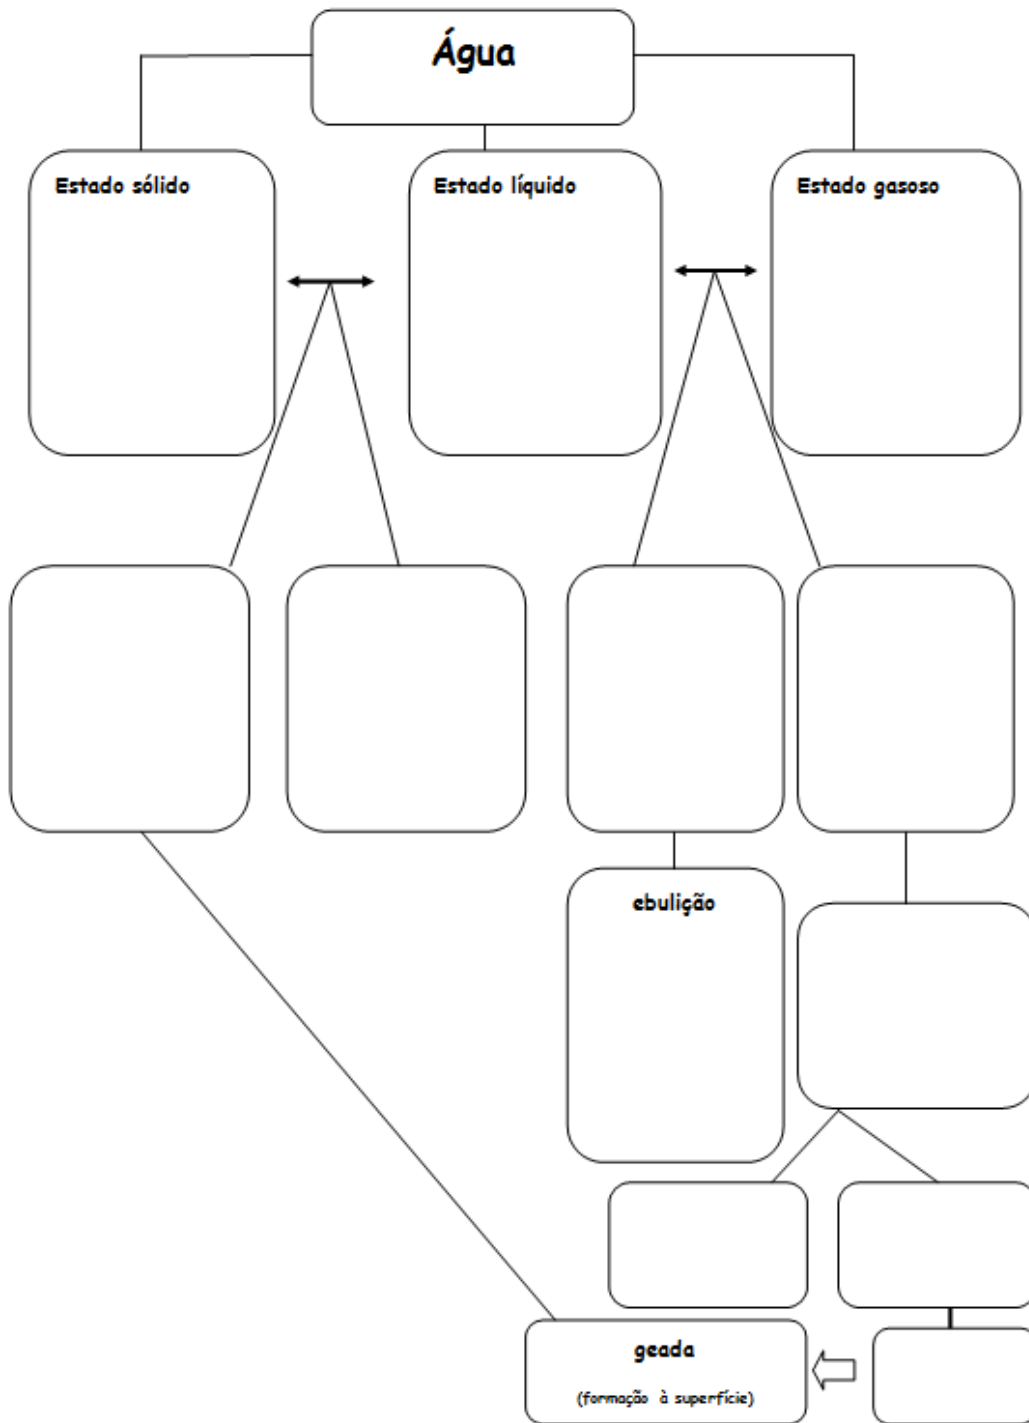 Água
Estado sólido
Estado líquido
Estado gasoso
ebulição
geada
(formação à superfície)